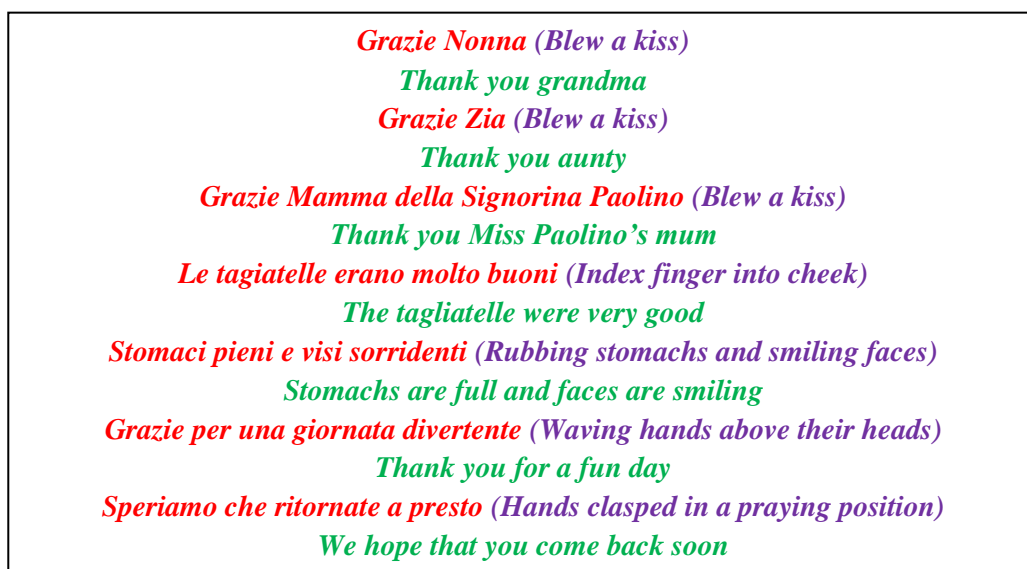 Grazie Nonna (Blew a kiss)
Thank you grandma
Grazie Zia (Blew a kiss)
Thank you aunty
Grazie Mamma della Signorina Paolino (Blew a kiss)
Thank you Miss Paolino's mum
Le tagiatelle erano molto buoni (Index finger into cheek)
The tagliatelle were very good
Stomaci pieni e visi sorridenti (Rubbing stomachs and smiling faces)
Stomachs are full and faces are smiling
Grazie per una giornata divertente (Waving hands above their heads)
Thank you for a fun day
Speriamo che ritornate a presto (Hands clasped in a praying position)
We hope that you come back soon